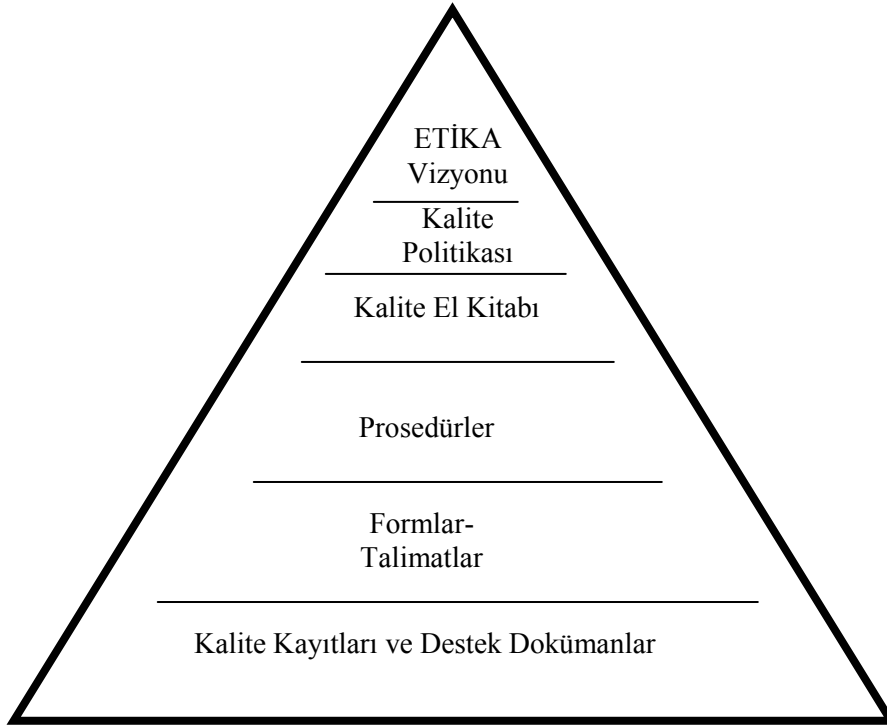 ETİKA
Vizyonu
Kalite
Politikası
Kalite El Kitabı
Prosedürler
Formlar-
Talimatlar
Kalite Kayıtları ve Destek Dokümanlar